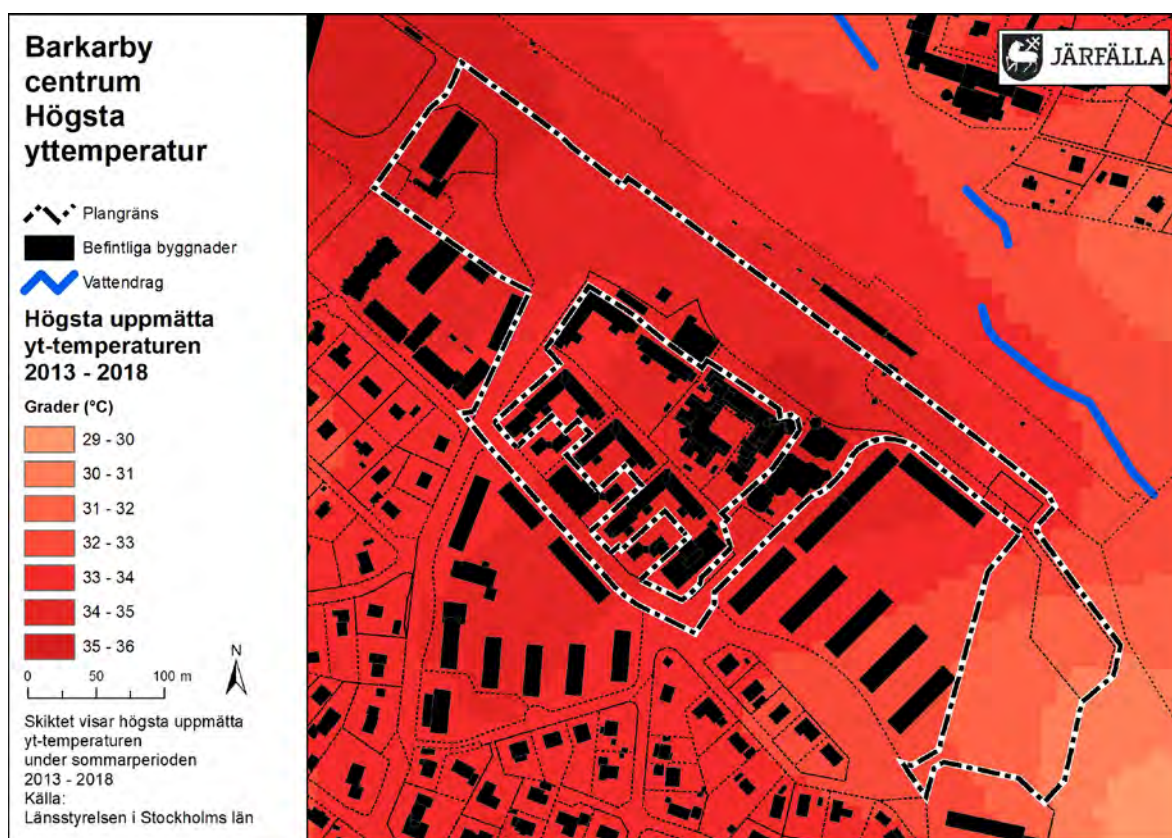 Barkarby
centrum
Högsta
yttemperatur
Plangräns
Befintliga byggnader
Vattendrag
Högsta uppmätta
yt-temperaturen
2013 - 2018
Grader (°C)
29 - 30
30 - 31
31 - 32
32 - 33
33 - 34
34 - 35
35 - 36
N
0 50 100 m
Skiktet visar högsta uppmätta
yt-temperaturen
under sommarperioden
2013 - 2018
Källa:
Länsstyrelsen i Stockholms län
JÄRFÄLLA